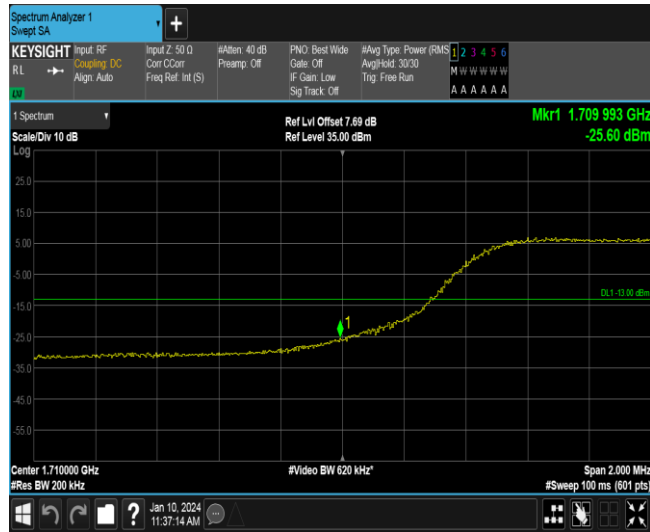 Spectrum Analyzer 1
Swept SA
KEYSIGHT
RL
LXI
Input: RF
Coupling: DC
Align: Auto
Input Z: 50 Ω
Corr CCorr
Freq Ref: Int (S)
#Atten: 40 dB
Preamp: Off
PNO: Best Wide
Gate: Off
IF Gain: Low
Sig Track: Off
#Avg Type: Power (RMS
Avg|Hold: 30/30
Trig: Free Run
1 2 3 4 5 6
M W W W W W
A A A A A A
1 Spectrum
Scale/Div 10 dB
Ref Lvl Offset 7.69 dB
Ref Level 35.00 dBm
Mkr1 1.709 993 GHz
-25.60 dBm
Log
25.0
15.0
5.00
-5.00
DL1 -13.00 dBm
-15.0
1
-25.0
-35.0
-45.0
-55.0
Center 1.710000 GHz
#Res BW 200 kHz
#Video BW 620 kHz*
Span 2.000 MHz
#Sweep 100 ms (601 pts)
?
Jan 10, 2024
11:37:14 AM